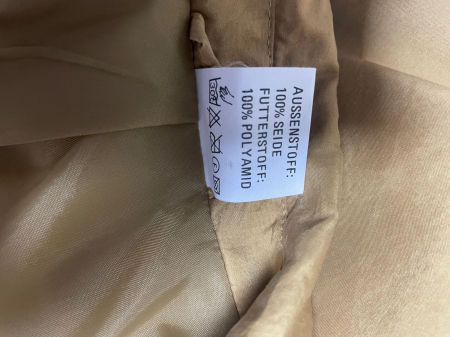 AUSSENSTOFF:
100% SEIDE
FUTTERSTOFF:
100% POLYAMID